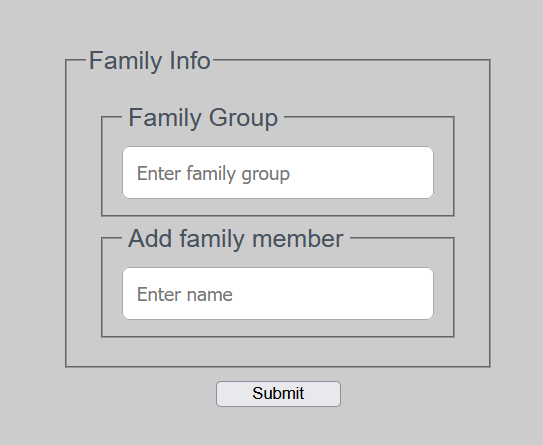 Family Info
Family Group
Enter family group
Add family member
Enter name
Submit